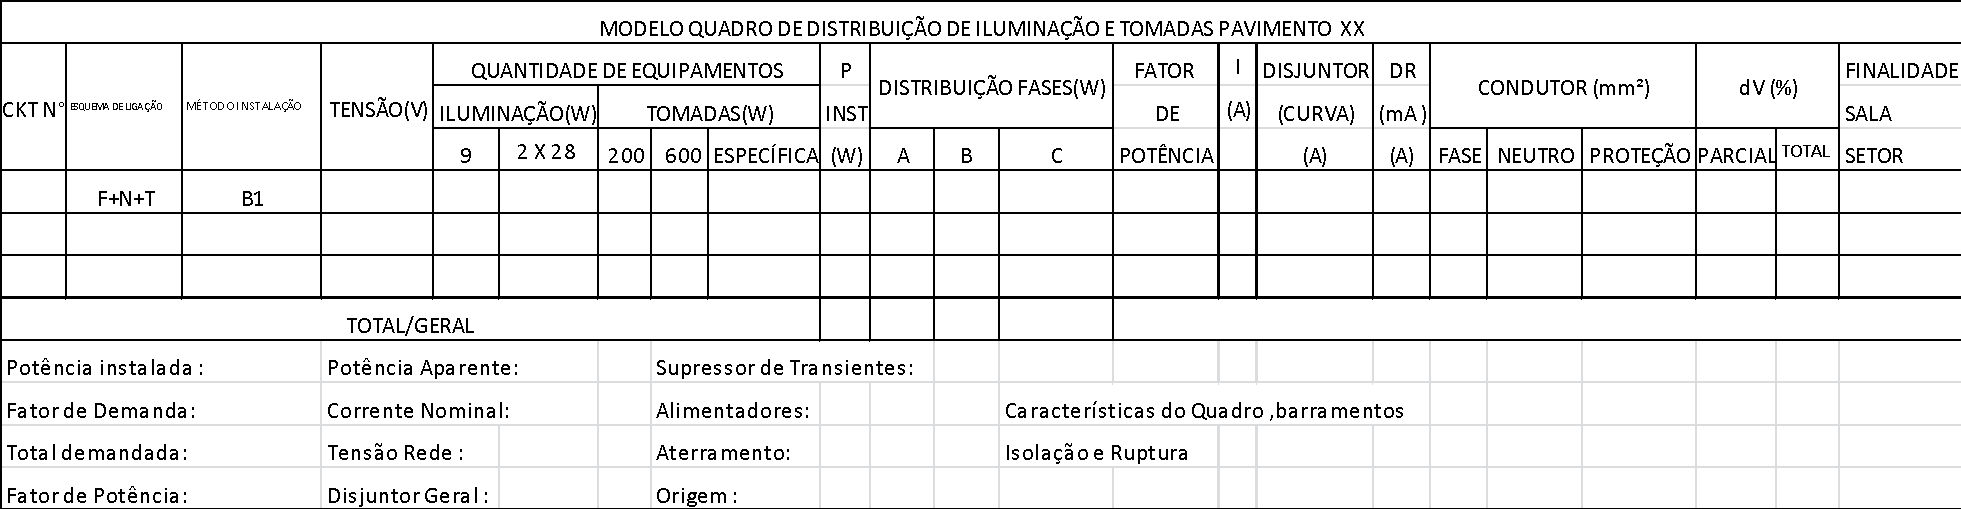 MODELO QUADRO DE DISTRIBUIÇÃO DE ILUMINAÇÃO E TOMADAS PAVIMENTO XX
CKT N° ESQUEMA DE LIGAÇÃO MÉTODO INSTALAÇÃO TENSÃO(V) QUANTIDADE DE EQUIPAMENTOS P DISTRIBUIÇÃO FASES(W) FATOR I DISJUNTOR DR CONDUTOR (mm²) dV (%) FINALIDADE
ILUMINAÇÃO(W) TOMADAS(W) INST DE (A) (CURVA) (mA) SALA
9 2 X 28 200 600 ESPECÍFICA (W) A B C POTÊNCIA (A) (A) FASE NEUTRO PROTEÇÃO PARCIAL TOTAL SETOR
F+N+T B1
TOTAL/GERAL
Potência instalada : Potência Aparente: Supressor de Transientes:
Fator de Demanda: Corrente Nominal: Alimentadores: Características do Quadro ,barramentos
Total demandada: Tensão Rede : Aterramento: Isolação e Ruptura
Fator de Potência: Disjuntor Geral : Origem :